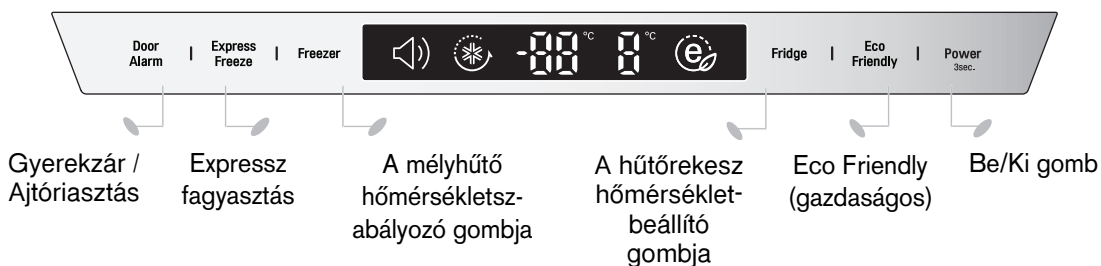 Door
Alarm
Express
Freeze
Freezer
-88 °C 8 °C
e
Fridge
Eco
Friendly
Power
3sec.
Gyerekzár /
Ajtóriasztás
Expressz
fagyasztás
A mélyhűtő
hőmérsékletsz-
abályozó gombja
A hűtőrekesz
hőmérséklet-
beállító
gombja
Eco Friendly
(gazdaságos)
Be/Ki gomb